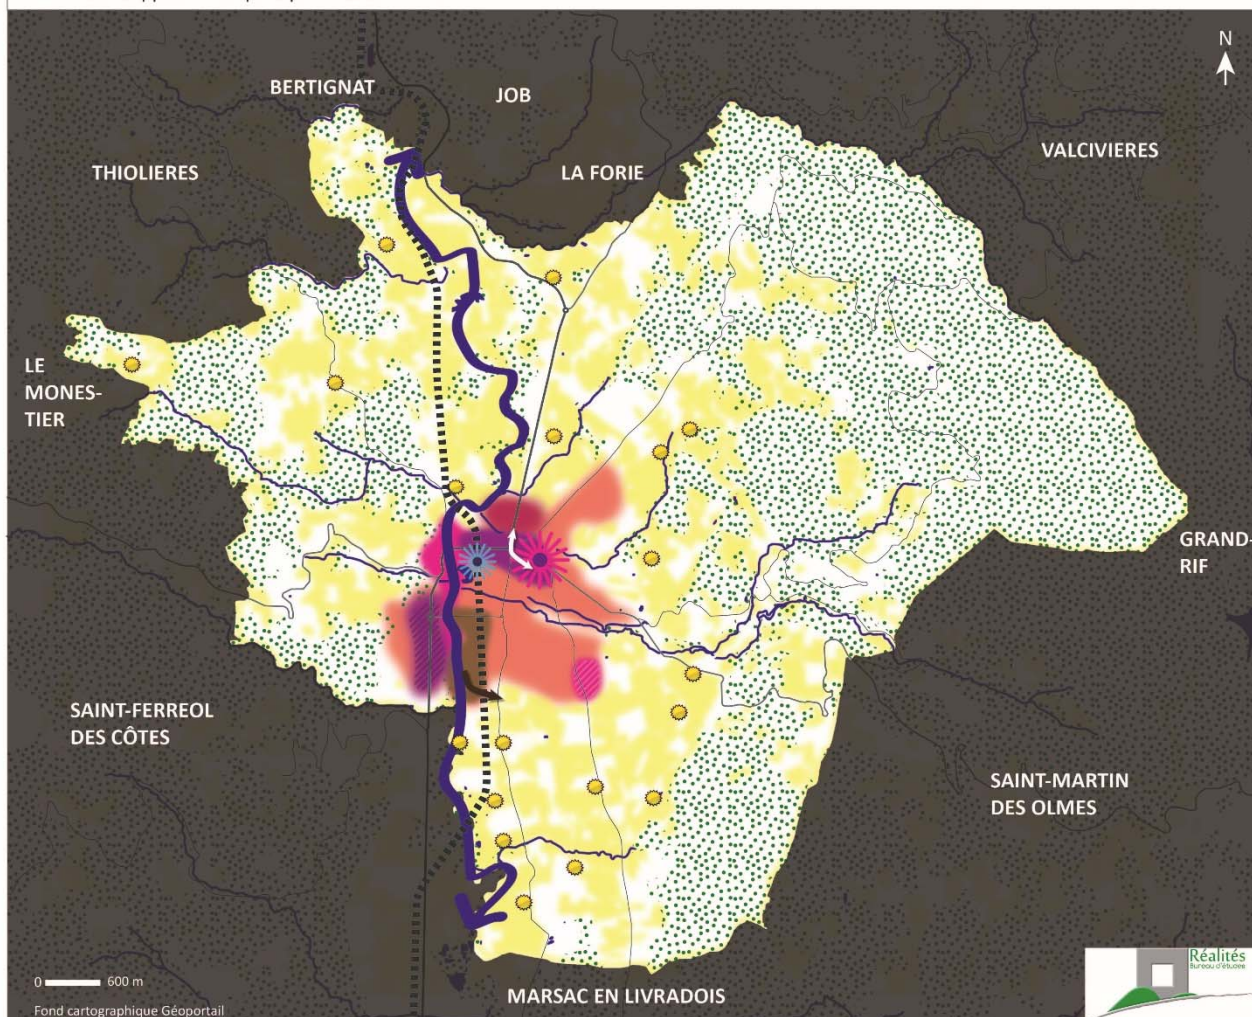 N
BERTIGNAT
JOB
VALCIVIERES
THIOLIERES
LA FORIE
LE
MONES-
TIER
GRAND-
RIF
SAINT-FERREOL
DES CÔTES
SAINT-MARTIN
DES OLMES
MARSAC EN LIVRADOIS
0 600 m
Fond cartographique Géoportail
Réalités
Bureau d'études